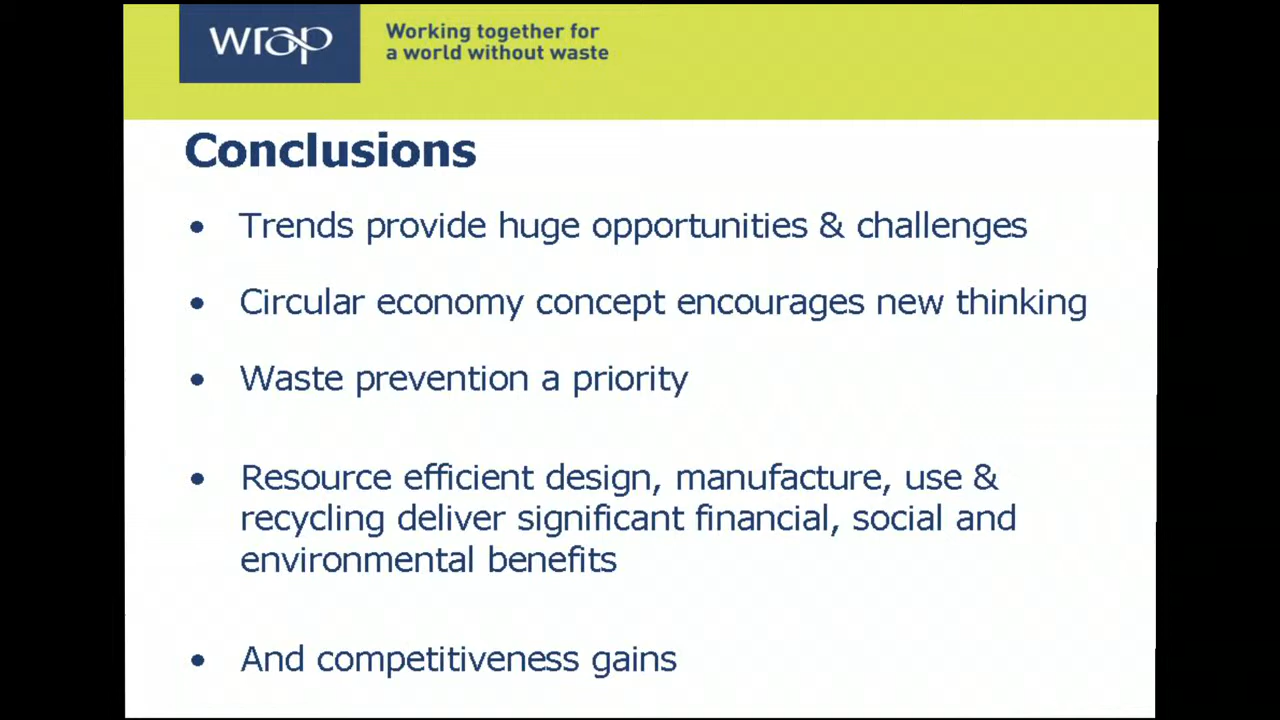 wrap
Working together for
a world without waste
Conclusions
• Trends provide huge opportunities & challenges
• Circular economy concept encourages new thinking
• Waste prevention a priority
• Resource efficient design, manufacture, use &
recycling deliver significant financial, social and
environmental benefits
• And competitiveness gains